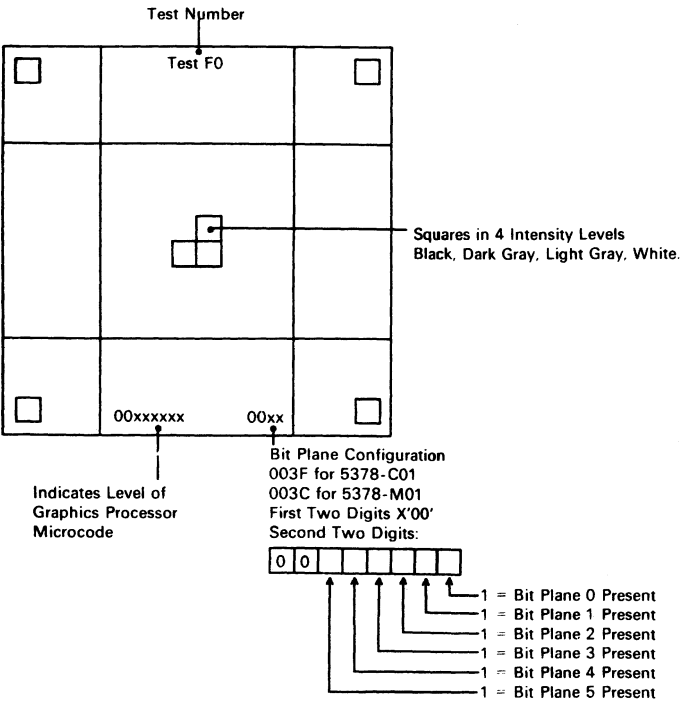 Test Number
Test F0
Squares in 4 Intensity Levels
Black, Dark Gray, Light Gray, White.
00xxxxxx
00xx
Indicates Level of
Graphics Processor
Microcode
Bit Plane Configuration
003F for 5378-C01
003C for 5378-M01
First Two Digits X'00'
Second Two Digits:
0 0
1 = Bit Plane 0 Present
1 = Bit Plane 1 Present
1 = Bit Plane 2 Present
1 = Bit Plane 3 Present
1 = Bit Plane 4 Present
1 = Bit Plane 5 Present